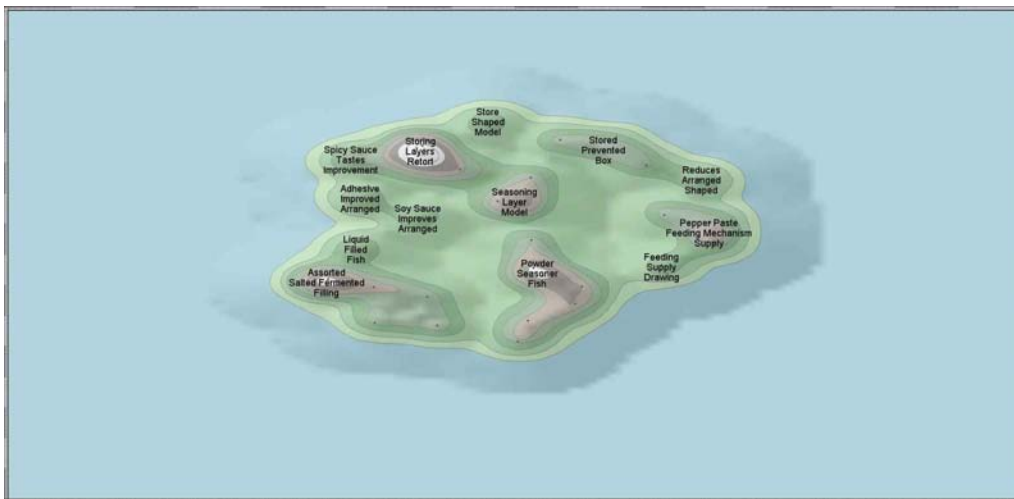 Store
Shaped
Model
Storing
Layers
Retort
Stored
Prevented
Box
Spicy Sauce
Tastes
Improvement
Reduces
Arranged
Shaped
Adhesive
Improved
Arranged
Seasoning
Layer
Model
Soy Sauce
Impreves
Arranged
Pepper Paste
Feeding Mechanism
Supply
Liquid
Filled
Fish
Feeding
Supply
Drawing
Powder
Seasoner
Fish
Assorted
Salted Fermented
Filling